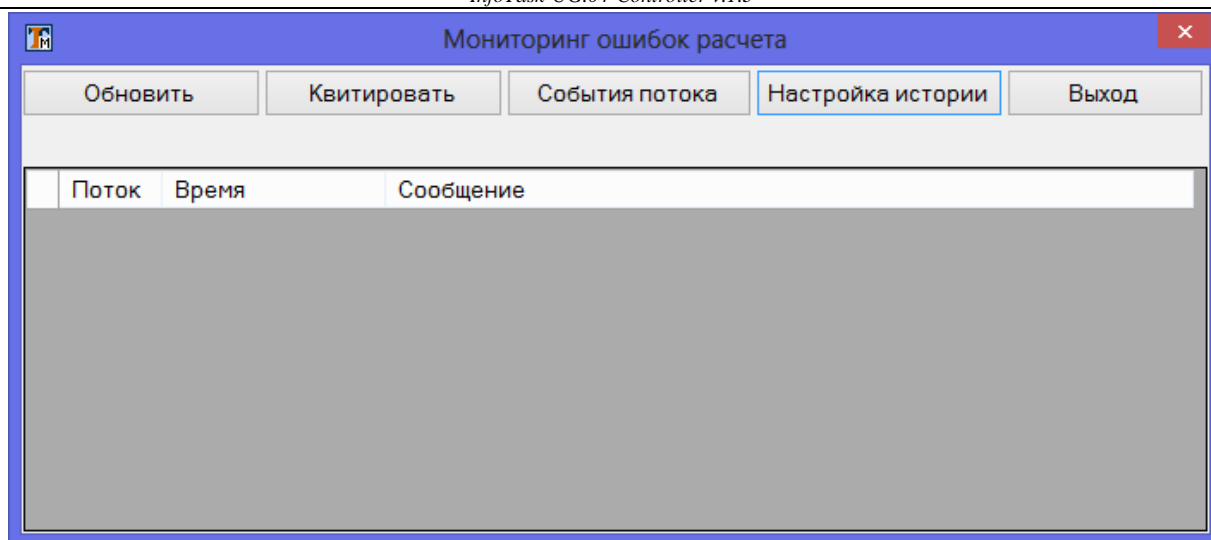 Мониторинг ошибок расчета
Обновить Квитировать События потока Настройка истории Выход
Поток Время Сообщение